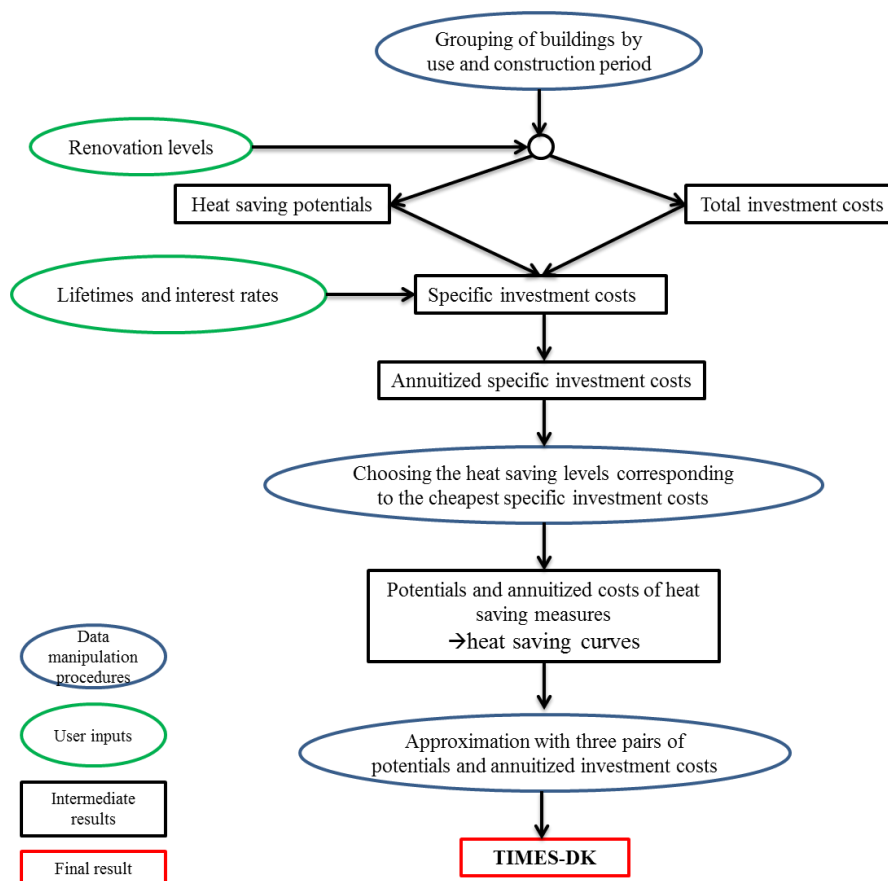 Grouping of buildings by
use and construction period
Renovation levels
Heat saving potentials
Total investment costs
Lifetimes and interest rates
Specific investment costs
Annuitized specific investment costs
Choosing the heat saving levels corresponding
to the cheapest specific investment costs
Potentials and annuitized costs of heat
saving measures
→heat saving curves
Data
manipulation
procedures
User inputs
Approximation with three pairs of
potentials and annuitized investment costs
Intermediate
results
TIMES-DK
Final result